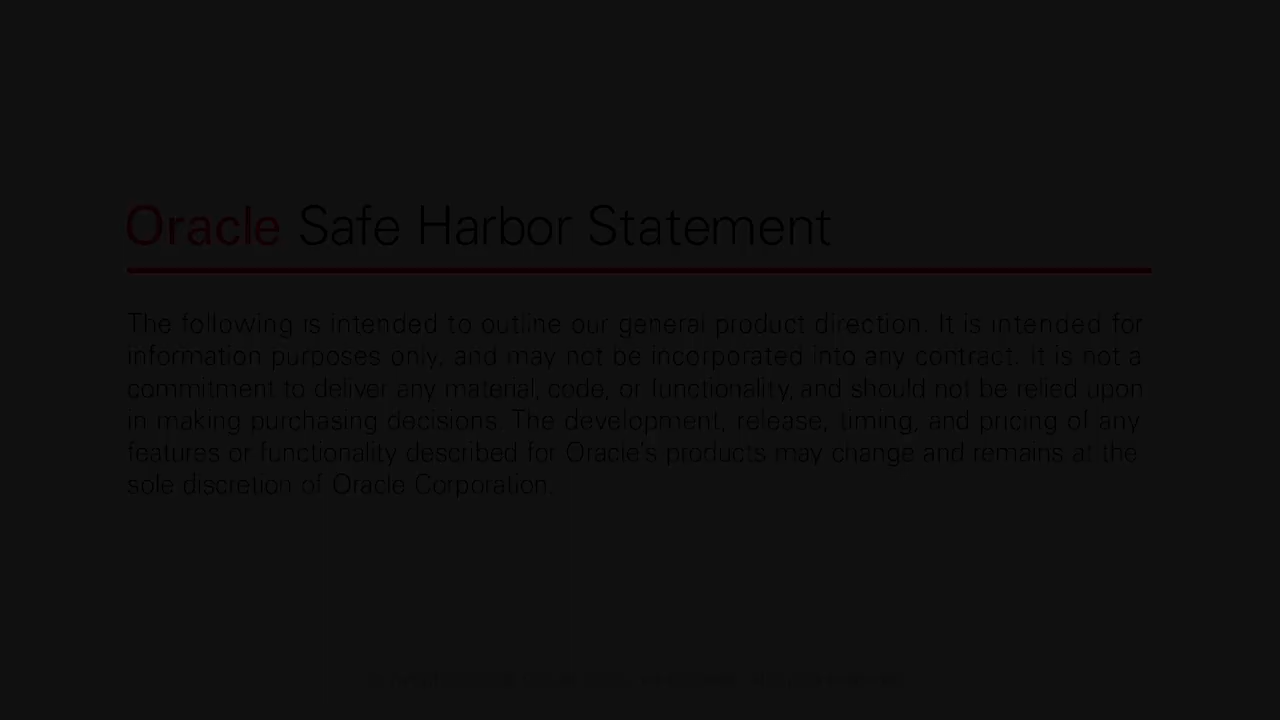 Oracle Safe Harbor Statement
The following is intended to outline our general product direction. It is intended for
information purposes only, and may not be incorporated into any contract. It is not a
commitment to deliver any material, code, or functionality, and should not be relied upon
in making purchasing decisions. The development, release, timing, and pricing of any
features or functionality described for Oracle's products may change and remains at the
sole discretion of Oracle Corporation.